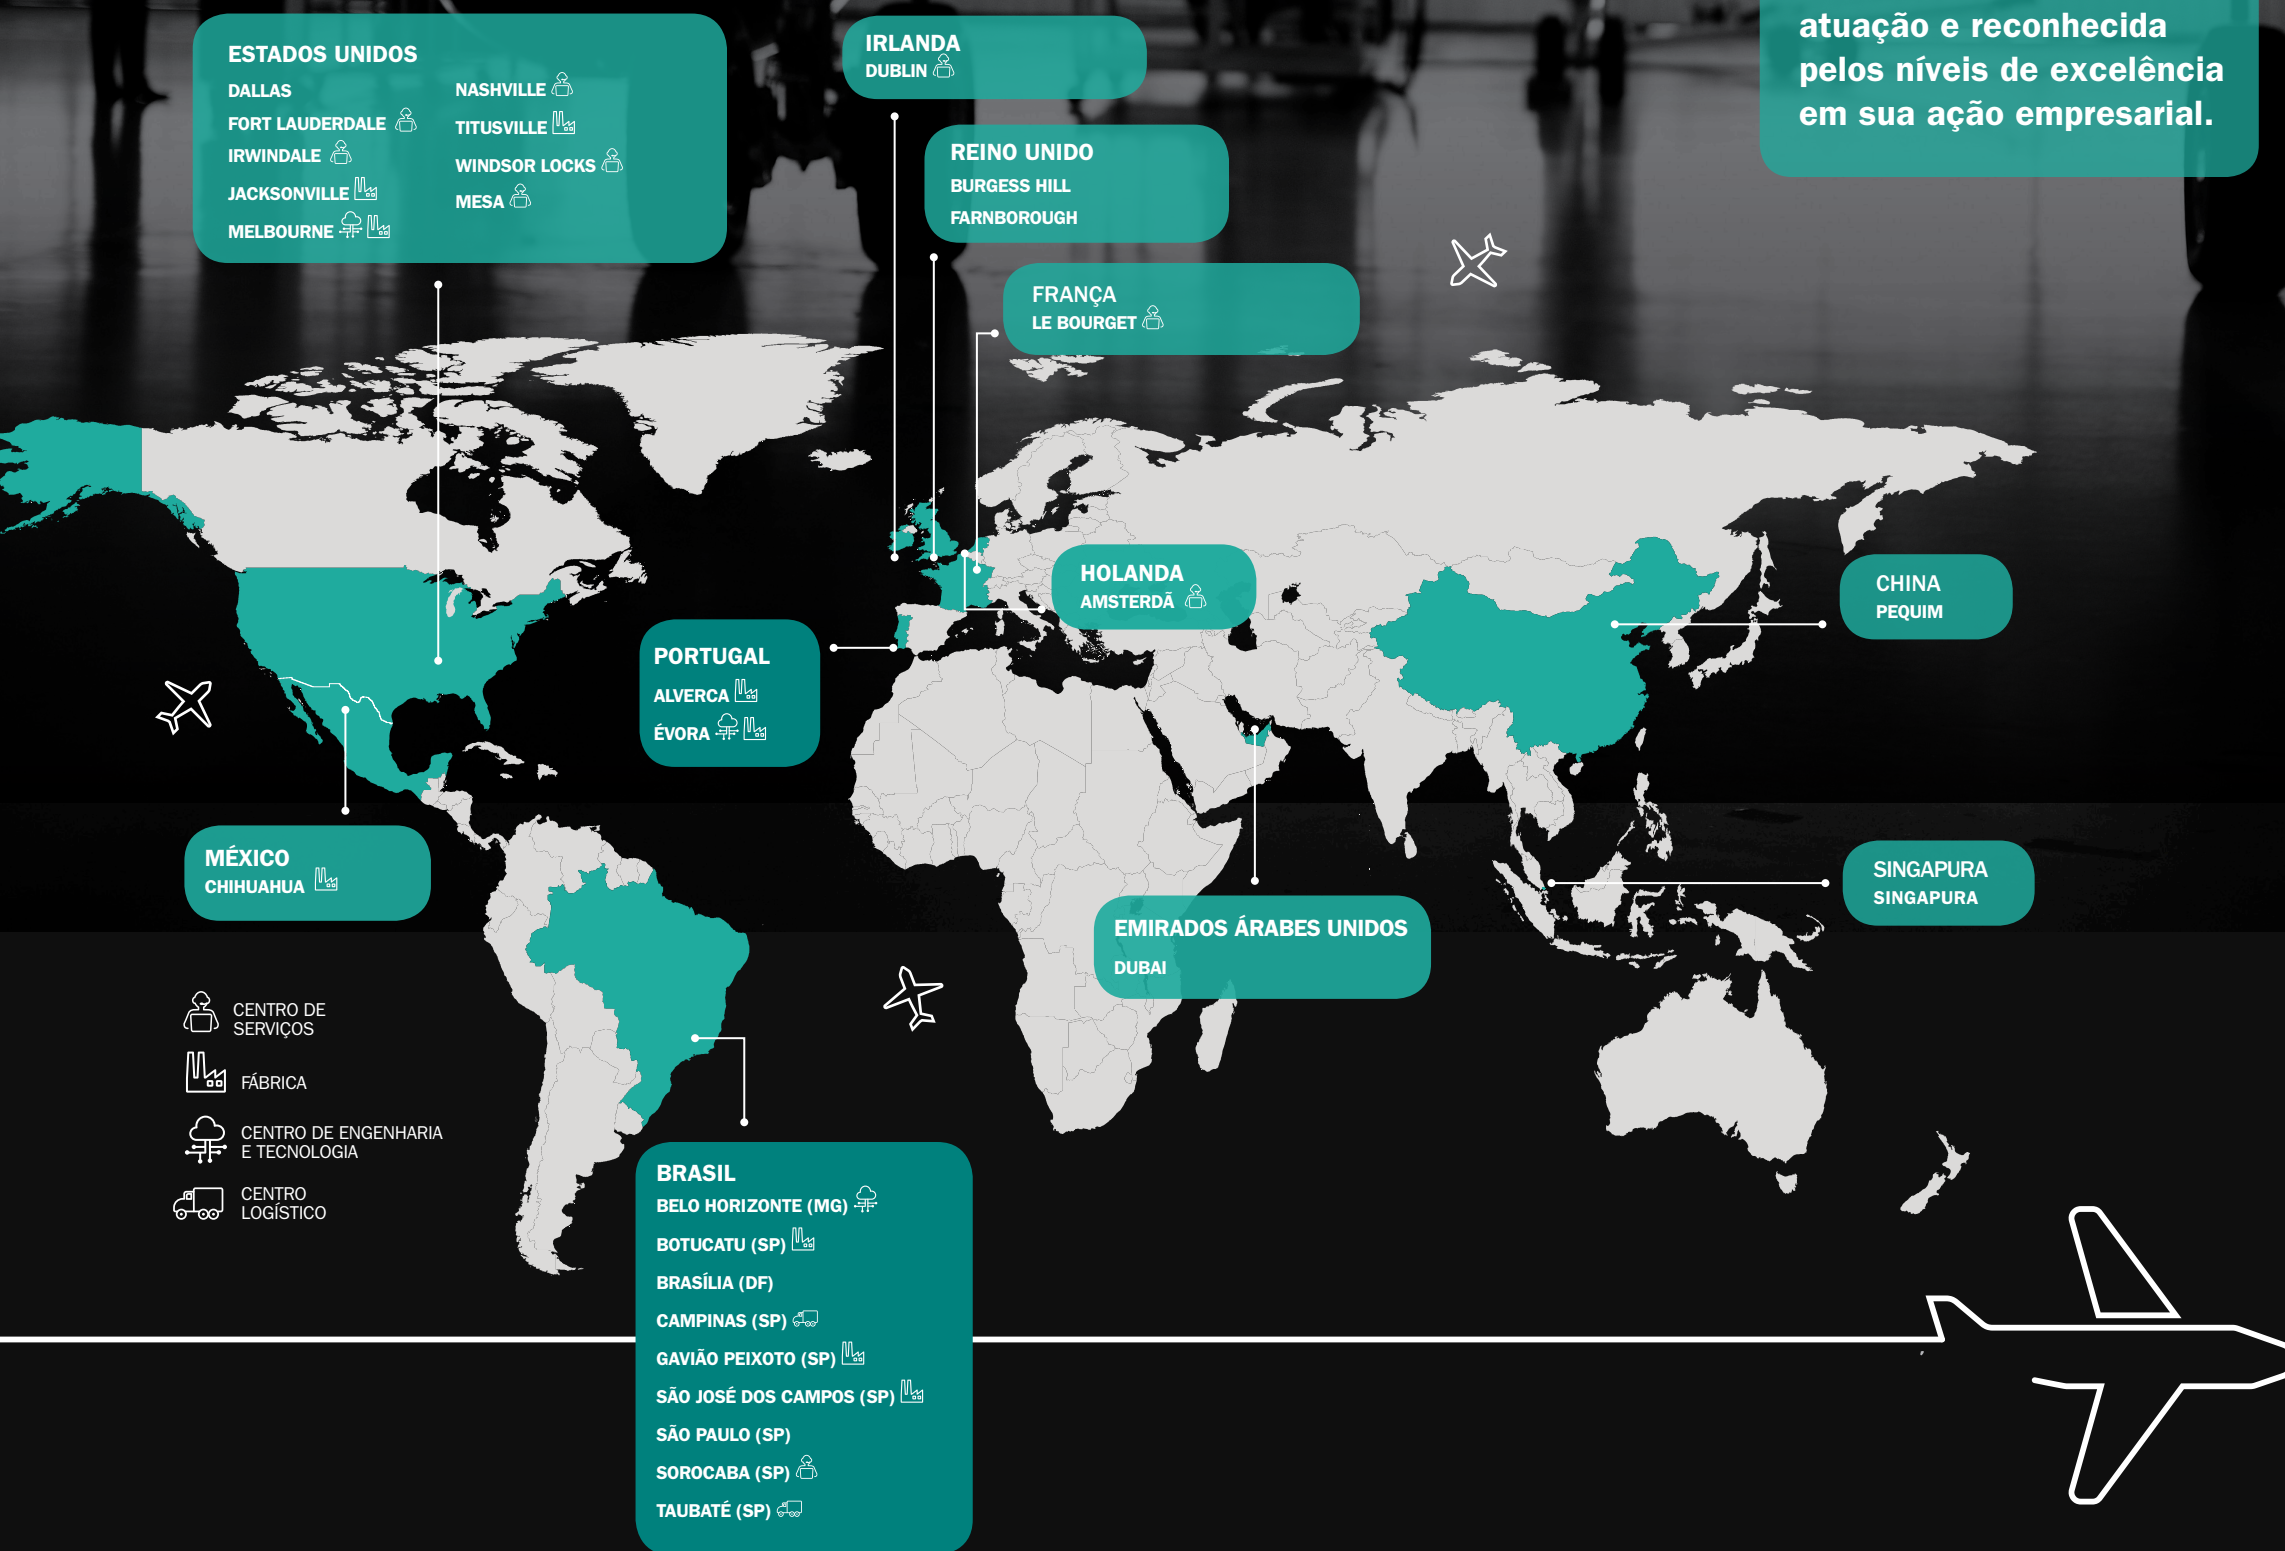 atuação e reconhecida
pelos níveis de excelência
em sua ação empresarial.
ESTADOS UNIDOS
DALLAS
FORT LAUDERDALE
IRWINDALE
JACKSONVILLE
MELBOURNE
NASHVILLE
TITUSVILLE
WINDSOR LOCKS
MESA
IRLANDA
DUBLIN
REINO UNIDO
BURGESS HILL
FARNBOROUGH
FRANÇA
LE BOURGET
HOLANDA
AMSTERDÃ
CHINA
PEQUIM
PORTUGAL
ALVERCA
ÉVORA
MÉXICO
CHIHUAHUA
SINGAPURA
SINGAPURA
EMIRADOS ÁRABES UNIDOS
DUBAI
CENTRO DE
SERVIÇOS
FÁBRICA
CENTRO DE ENGENHARIA
E TECNOLOGIA
CENTRO
LOGÍSTICO
BRASIL
BELO HORIZONTE (MG)
BOTUCATU (SP)
BRASÍLIA (DF)
CAMPINAS (SP)
GAVIÃO PEIXOTO (SP)
SÃO JOSÉ DOS CAMPOS (SP)
SÃO PAULO (SP)
SOROCABA (SP)
TAUBATÉ (SP)